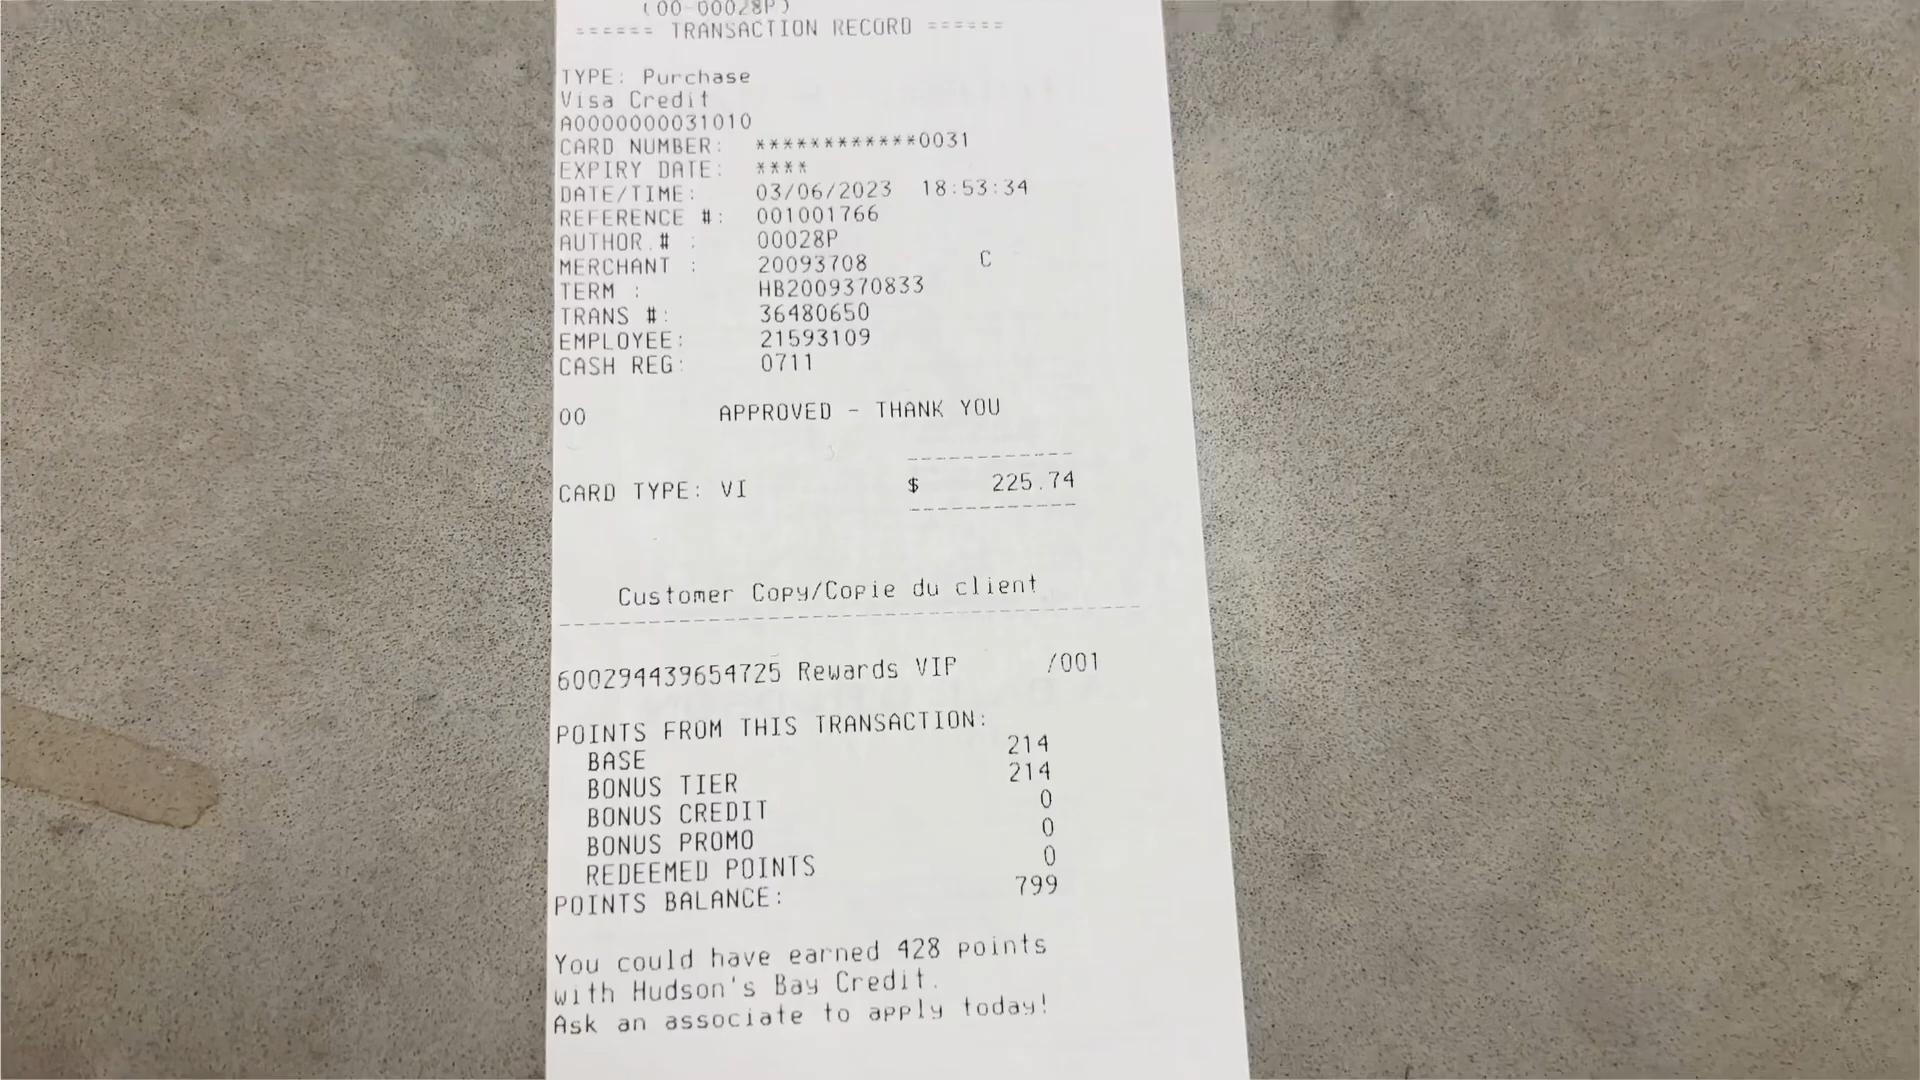 (00-00028P)
====== TRANSACTION RECORD ======
TYPE: Purchase
Visa Credit
A0000000031010
CARD NUMBER: ************0031
EXPIRY DATE: ****
DATE/TIME: 03/06/2023 18:53:34
REFERENCE #: 001001766
AUTHOR.# : 00028P
MERCHANT : 20093708 C
TERM : HB2009370833
TRANS #: 36480650
EMPLOYEE: 21593109
CASH REG: 0711
00 APPROVED - THANK YOU
CARD TYPE: VI $ 225.74
Customer Copy/Copie du client
600294439654725 Rewards VIP /001
POINTS FROM THIS TRANSACTION:
BASE 214
BONUS TIER 214
BONUS CREDIT 0
BONUS PROMO 0
REDEEMED POINTS 0
POINTS BALANCE: 799
You could have earned 428 points
with Hudson's Bay Credit.
Ask an associate to apply today!